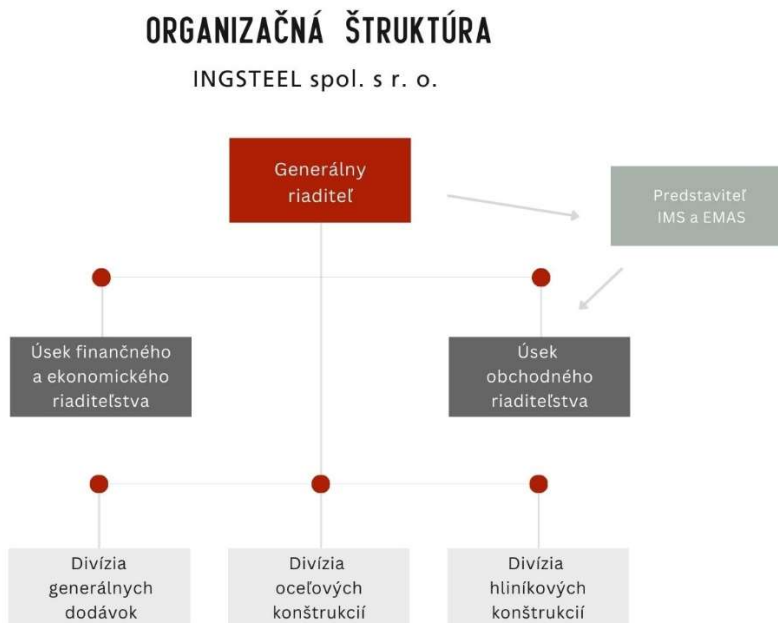 ORGANIZAČNÁ ŠTRUKTÚRA
INGSTEEL spol. s r. o.
Generálny
riaditeľ
Predstaviteľ
IMS a EMAS
Úsek finančného
a ekonomického
riaditeľstva
Úsek
obchodného
riaditeľstva
Divízia
generálnych
dodávok
Divízia
oceľových
konštrukcií
Divízia
hliníkových
konštrukcií